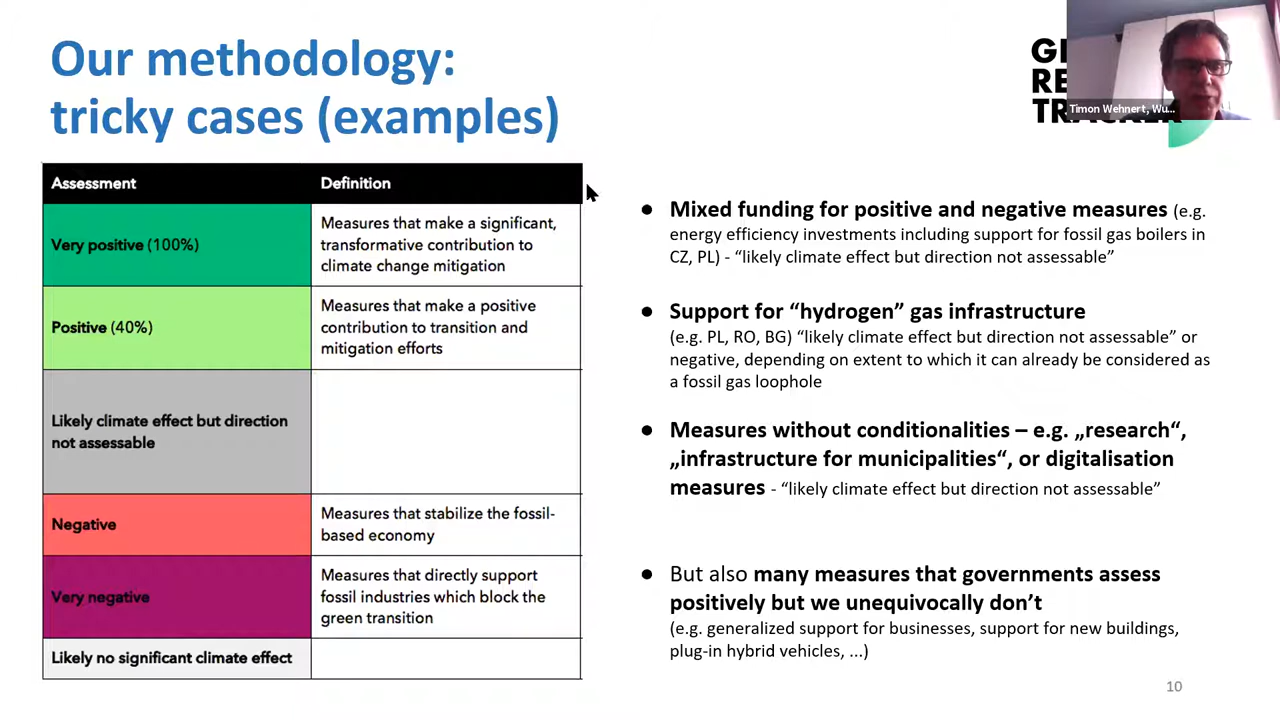 Our methodology:
tricky cases (examples)
Timon Wehnert, Wu...
Assessment
Definition
Very positive (100%)
Measures that make a significant,
transformative contribution to
climate change mitigation
Positive (40%)
Measures that make a positive
contribution to transition and
mitigation efforts
Likely climate effect but direction
not assessable
Negative
Measures that stabilize the fossil-
based economy
Very negative
Measures that directly support
fossil industries which block the
green transition
Likely no significant climate effect
● Mixed funding for positive and negative measures (e.g.
energy efficiency investments including support for fossil gas boilers in
CZ, PL) - “likely climate effect but direction not assessable”
● Support for “hydrogen” gas infrastructure
(e.g. PL, RO, BG) “likely climate effect but direction not assessable” or
negative, depending on extent to which it can already be considered as
a fossil gas loophole
● Measures without conditionalities – e.g. „research“,
„infrastructure for municipalities“, or digitalisation
measures - “likely climate effect but direction not assessable”
● But also many measures that governments assess
positively but we unequivocally don’t
(e.g. generalized support for businesses, support for new buildings,
plug-in hybrid vehicles, ...)
10